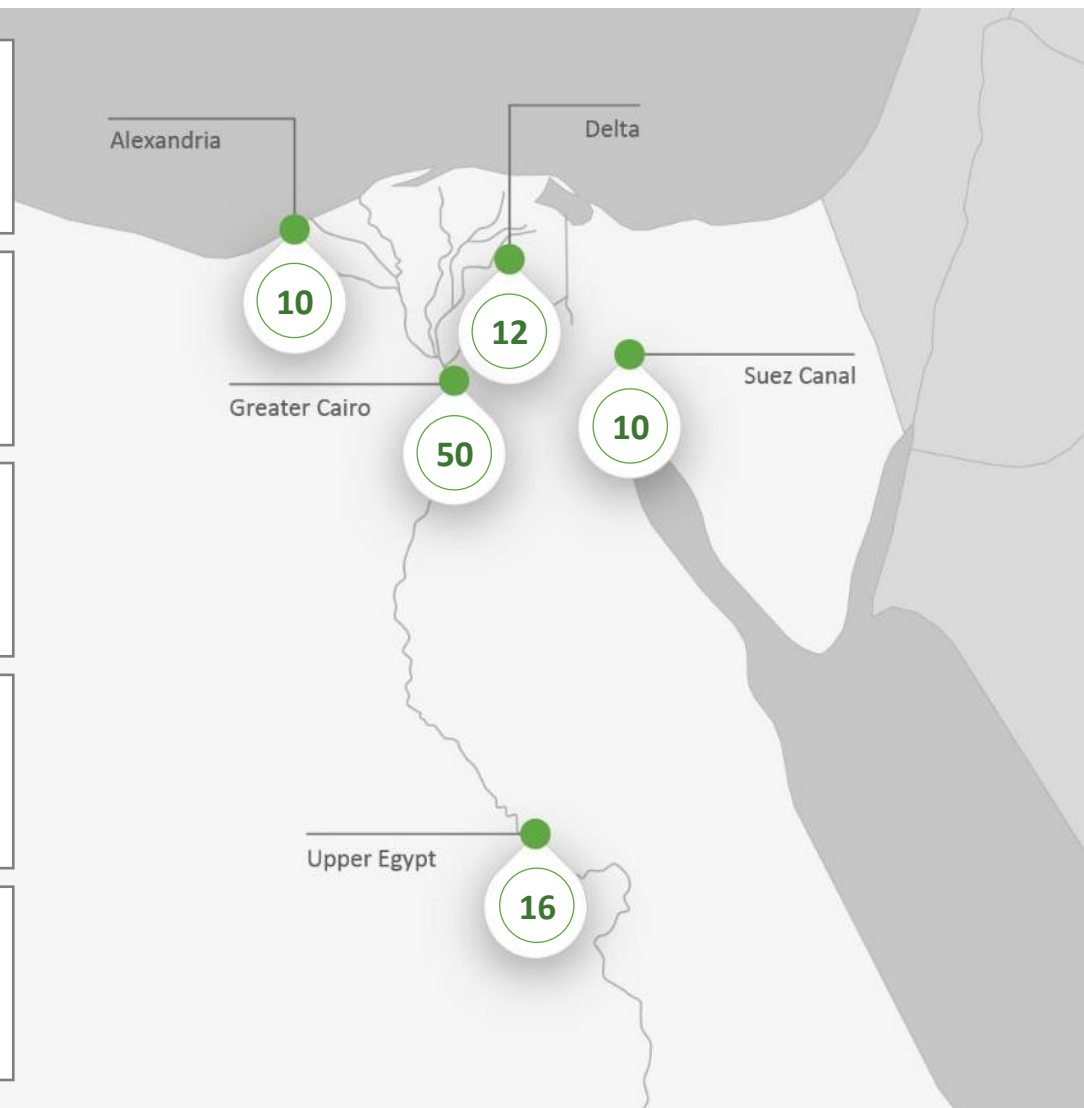 Alexandria
Delta
10
12
Suez Canal
Greater Cairo
10
50
Upper Egypt
16